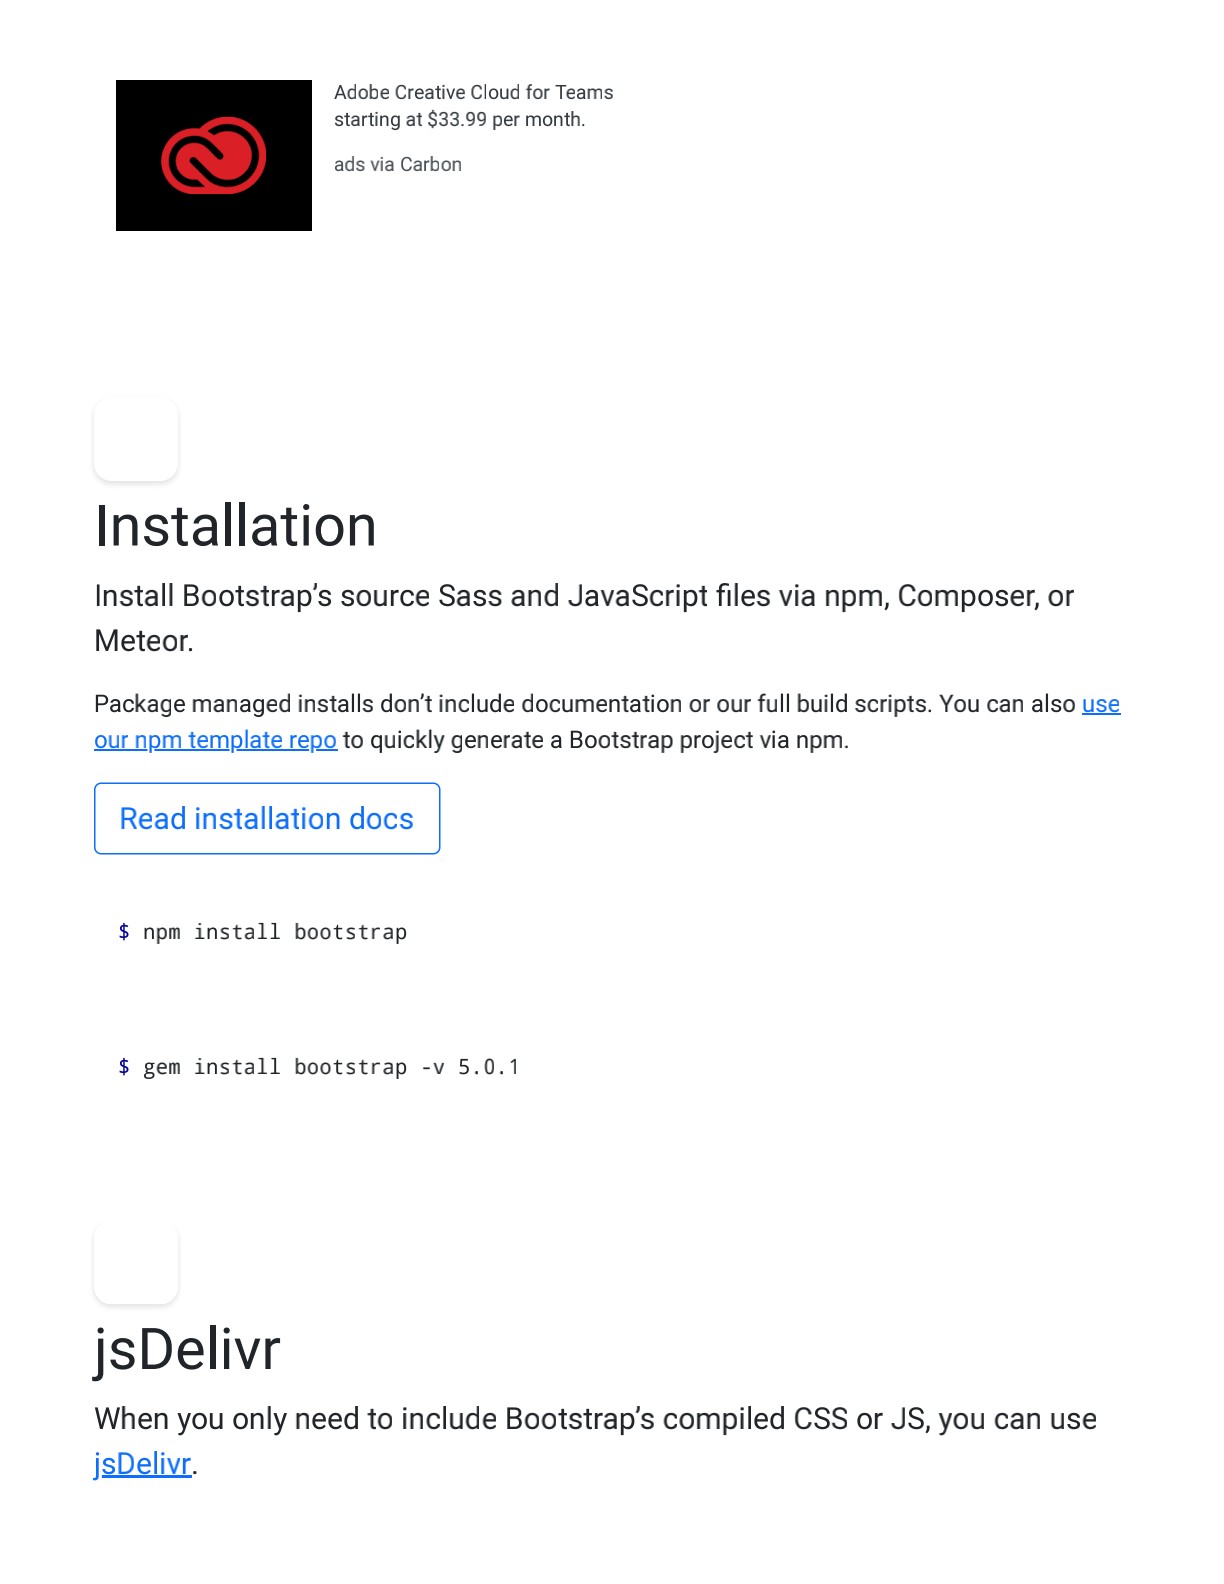 Adobe Creative Cloud for Teams
starting at $33.99 per month.
ads via Carbon
Installation
Install Bootstrap’s source Sass and JavaScript files via npm, Composer, or
Meteor.
Package managed installs don’t include documentation or our full build scripts. You can also use
our npm template repo to quickly generate a Bootstrap project via npm.
Read installation docs
$ npm install bootstrap
$ gem install bootstrap -v 5.0.1
jsDelivr
When you only need to include Bootstrap’s compiled CSS or JS, you can use
jsDelivr.